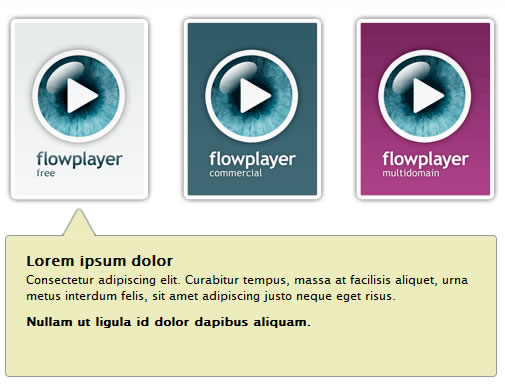 flowplayer
free
flowplayer
commercial
flowplayer
multidomain
Lorem ipsum dolor
Consectetur adipiscing elit. Curabitur tempus, massa at facilisis aliquet, urna
metus interdum felis, sit amet adipiscing justo neque eget risus.
Nullam ut ligula id dolor dapibus aliquam.